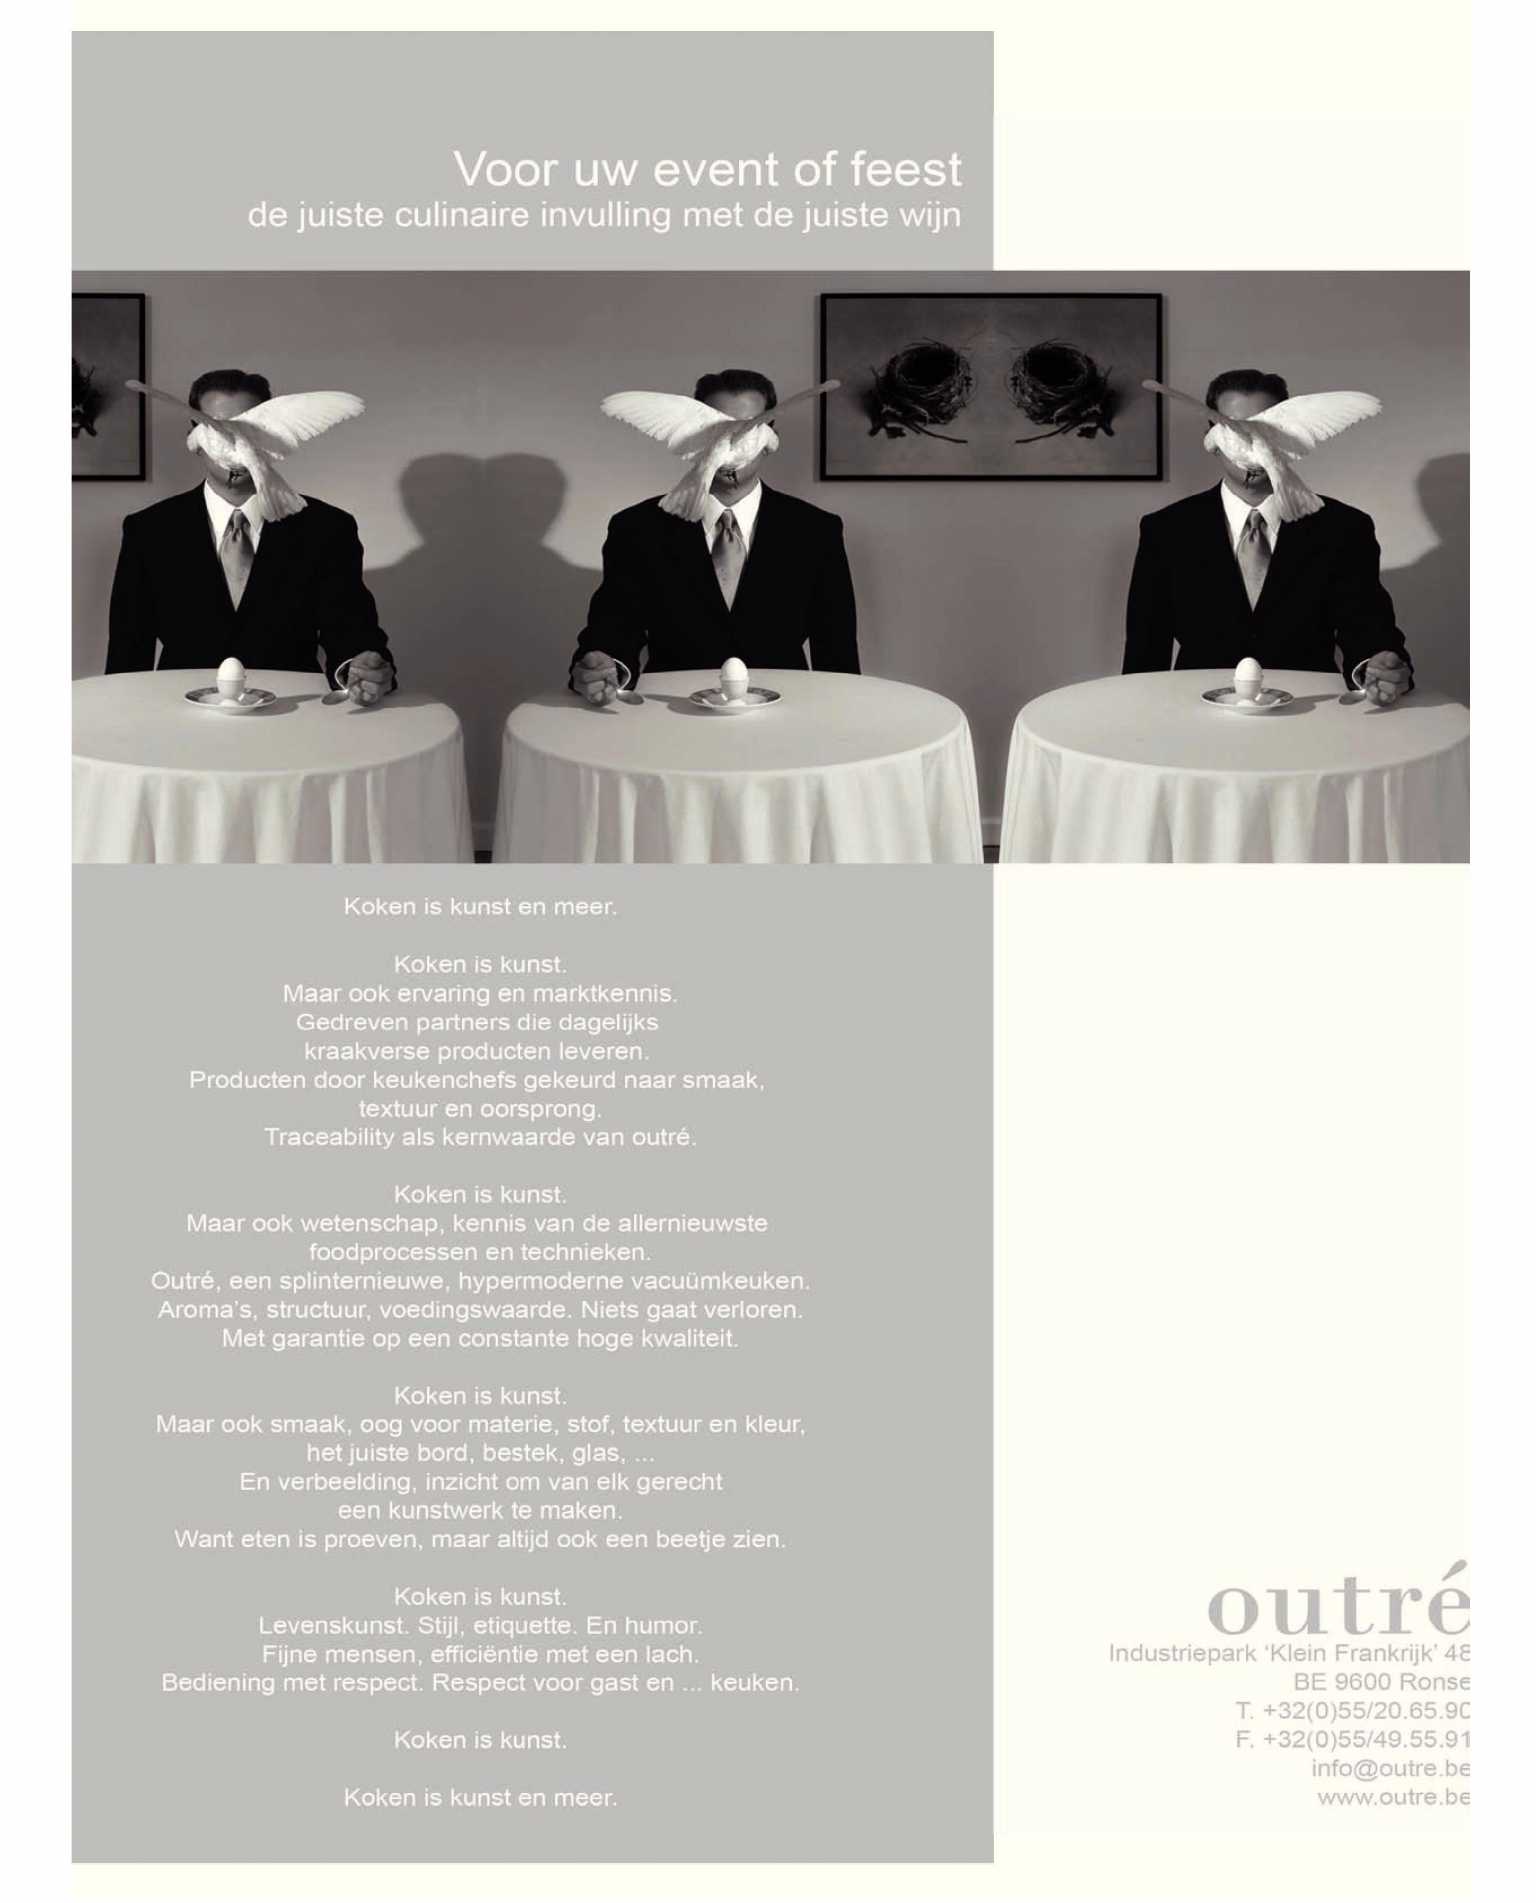 Voor uw event of feest
de juiste culinaire invulling met de juiste wijn
Koken is kunst en meer.
Koken is kunst.
Maar ook ervaring en marktkennis.
Gedreven partners die dagelijks
kraakverse producten leveren.
Producten door keukenchefs gekeurd naar smaak,
textuur en oorsprong.
Traceability als kernwaarde van outré.
Koken is kunst.
Maar ook wetenschap, kennis van de allernieuwste
foodprocessen en technieken.
Outré, een splinternieuwe, hypermoderne vacuümkeuken.
Aroma’s, structuur, voedingswaarde. Niets gaat verloren.
Met garantie op een constante hoge kwaliteit.
Koken is kunst.
Maar ook smaak, oog voor materie, stof, textuur en kleur,
het juiste bord, bestek, glas, ...
En verbeelding, inzicht om van elk gerecht
een kunstwerk te maken.
Want eten is proeven, maar altijd ook een beetje zien.
Koken is kunst.
Levenskunst. Stijl, etiquette. En humor.
Fijne mensen, efficiëntie met een lach.
Bediening met respect. Respect voor gast en ... keuken.
Koken is kunst.
Koken is kunst en meer.
outré
Industriepark ‘Klein Frankrijk’ 48
BE 9600 Ronse
T. +32(0)55/20.65.90
F. +32(0)55/49.55.91
info@outre.be
www.outre.be